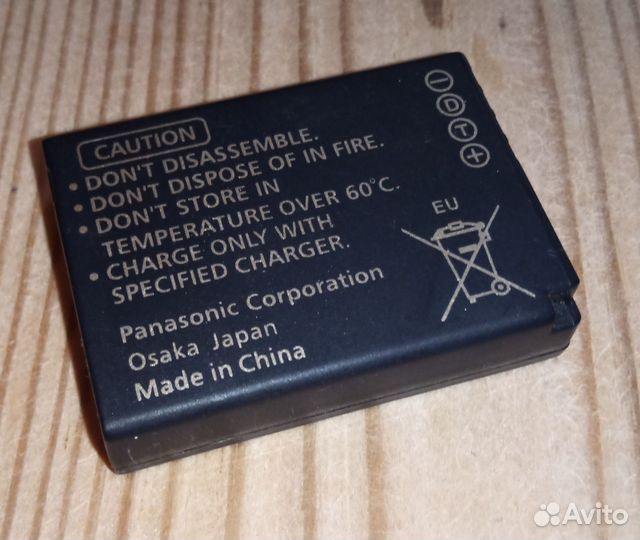 CAUTION
• DON'T DISASSEMBLE.
• DON'T DISPOSE OF IN FIRE.
• DON'T STORE IN
TEMPERATURE OVER 60°C.
• CHARGE ONLY WITH
SPECIFIED CHARGER.
Panasonic Corporation
Osaka Japan
Made in China
− D T +
EU
Avito